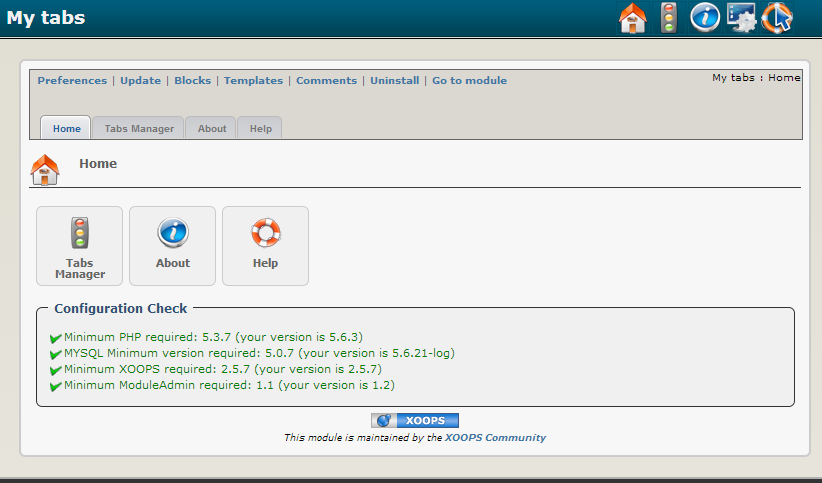 My tabs
Preferences | Update | Blocks | Templates | Comments | Uninstall | Go to module
My tabs : Home
Home
Tabs Manager
About
Help
Home
Tabs
Manager
About
Help
Configuration Check
Minimum PHP required: 5.3.7 (your version is 5.6.3)
MYSQL Minimum version required: 5.0.7 (your version is 5.6.21-log)
Minimum XOOPS required: 2.5.7 (your version is 2.5.7)
Minimum ModuleAdmin required: 1.1 (your version is 1.2)
XOOPS
This module is maintained by the XOOPS Community